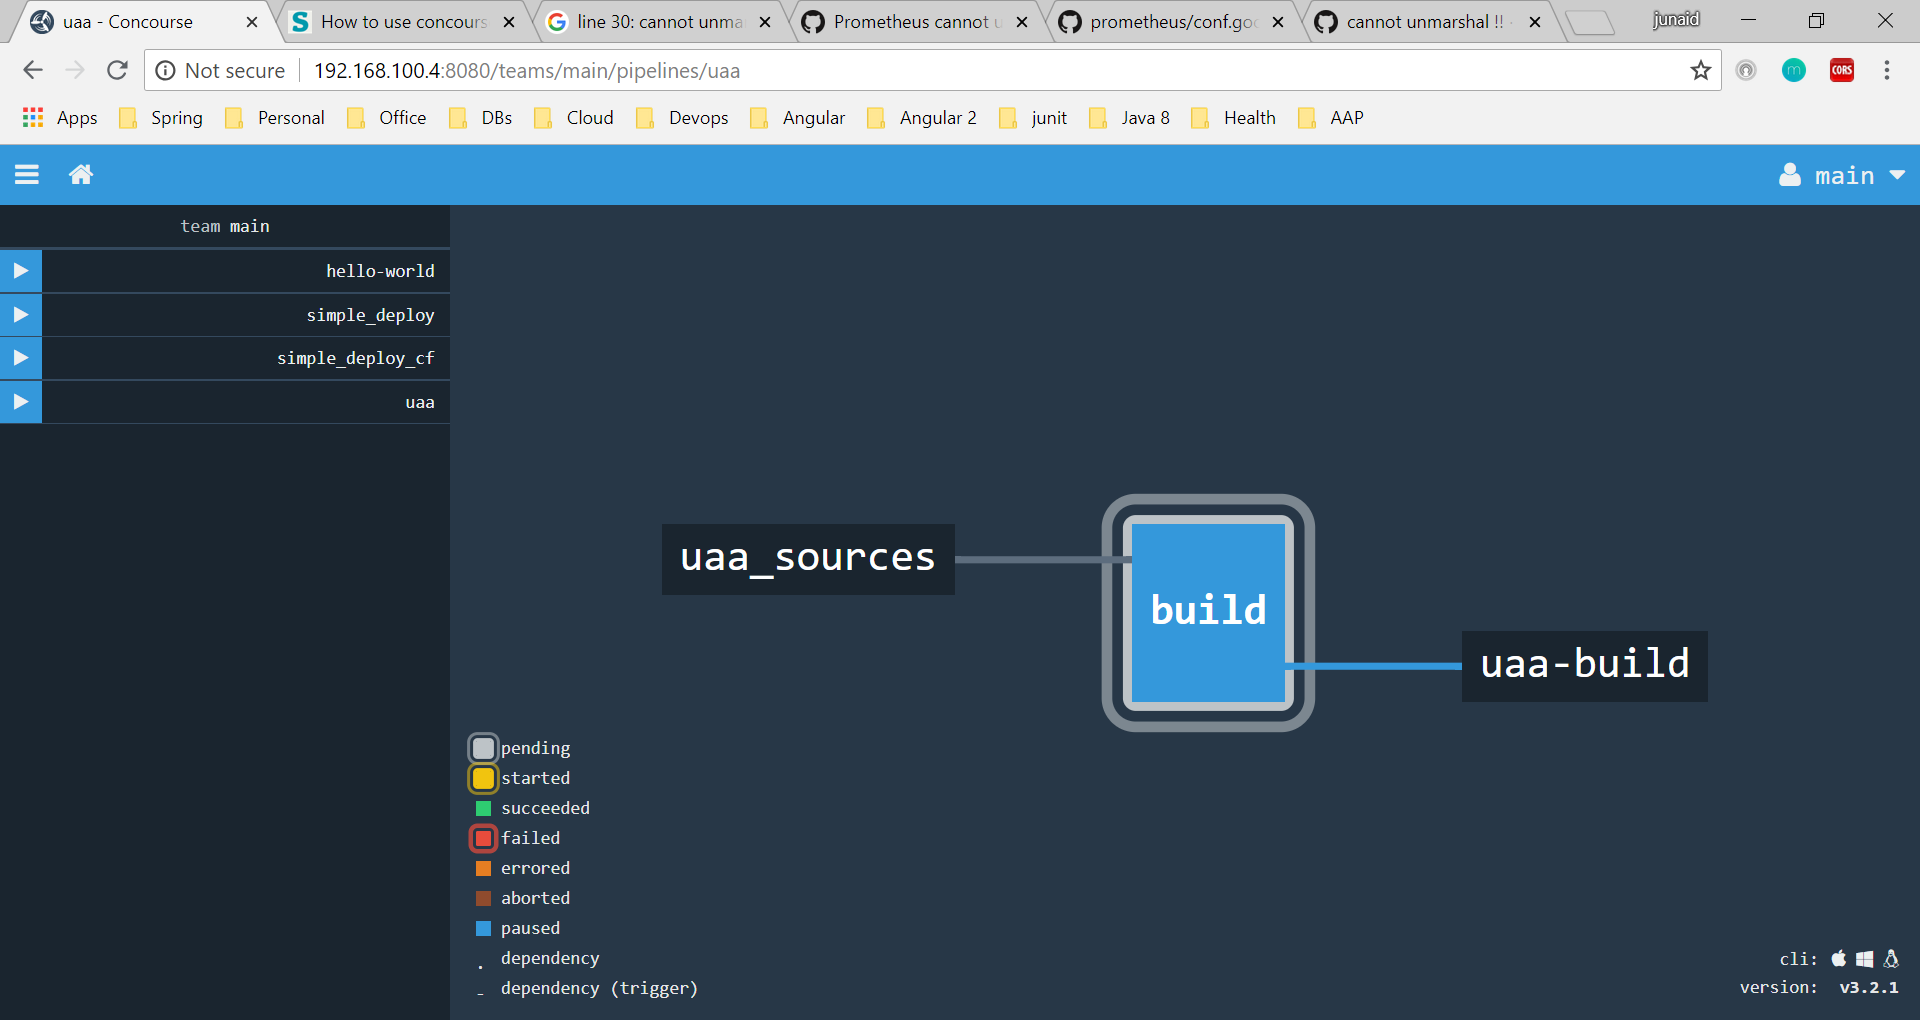 uaa - Concourse
How to use concours
line 30: cannot unma
Prometheus cannot u
prometheus/conf.goc
cannot unmarshal !! -
junaid
Not secure
192.168.100.4:8080/teams/main/pipelines/uaa
CORS
m
Apps
Spring
Personal
Office
DBs
Cloud
Devops
Angular
Angular 2
junit
Java 8
Health
AAP
main
team main
hello-world
simple_deploy
simple_deploy_cf
uaa
uaa_sources
build
uaa-build
pending
started
succeeded
failed
errored
aborted
paused
. dependency
- dependency (trigger)
cli:
version: v3.2.1